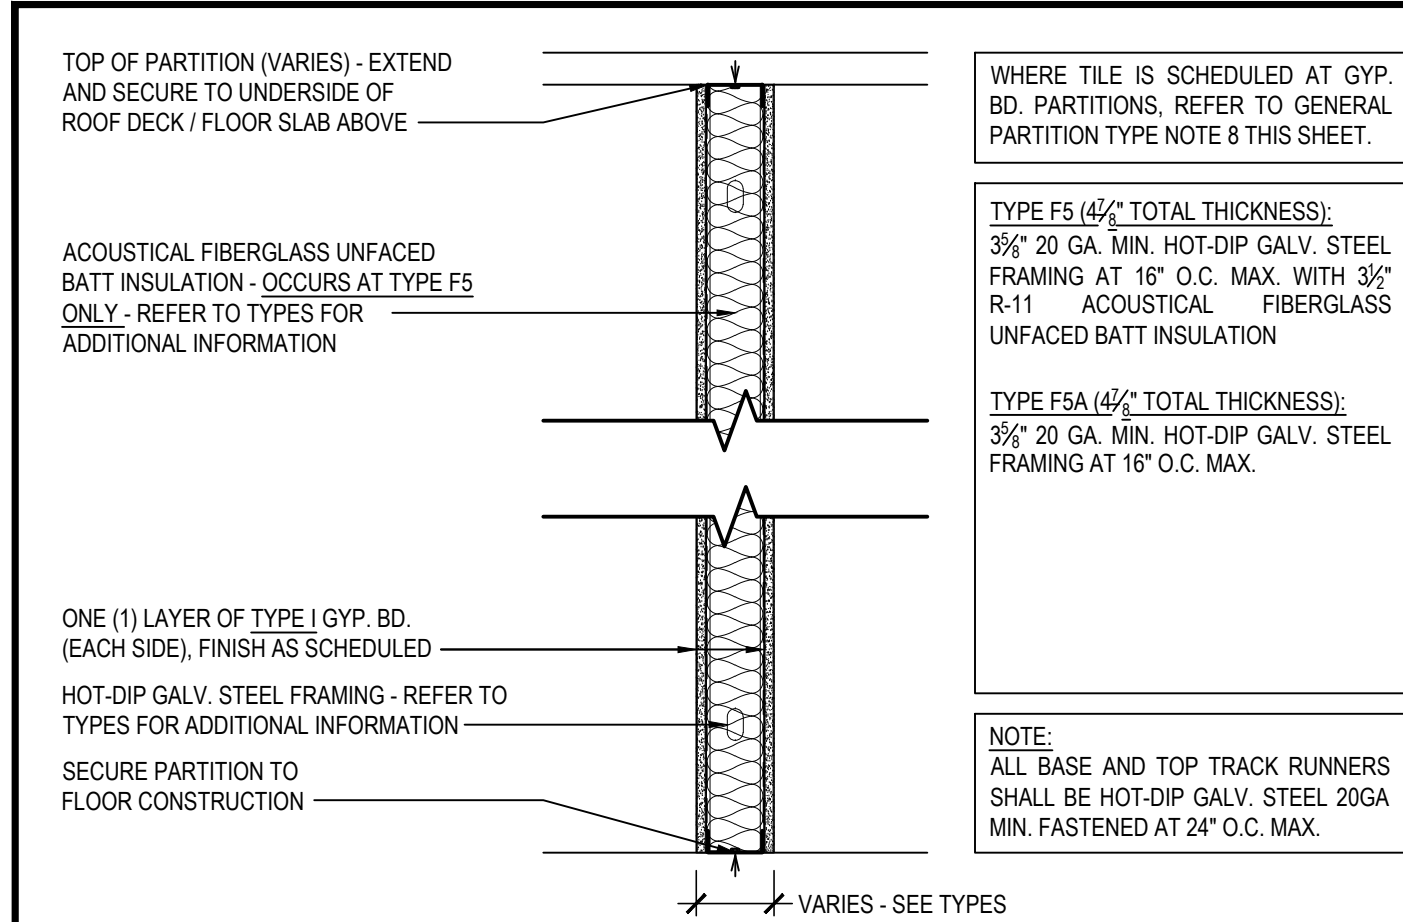 TOP OF PARTITION (VARIES) - EXTEND
AND SECURE TO UNDERSIDE OF
ROOF DECK / FLOOR SLAB ABOVE
ACOUSTICAL FIBERGLASS UNFACED
BATT INSULATION - OCCURS AT TYPE F5
ONLY - REFER TO TYPES FOR
ADDITIONAL INFORMATION
ONE (1) LAYER OF TYPE I GYP. BD.
(EACH SIDE), FINISH AS SCHEDULED
HOT-DIP GALV. STEEL FRAMING - REFER TO
TYPES FOR ADDITIONAL INFORMATION
SECURE PARTITION TO
FLOOR CONSTRUCTION
VARIES - SEE TYPES
WHERE TILE IS SCHEDULED AT GYP.
BD. PARTITIONS, REFER TO GENERAL
PARTITION TYPE NOTE 8 THIS SHEET.
TYPE F5 (4⅞" TOTAL THICKNESS):
3⅝" 20 GA. MIN. HOT-DIP GALV. STEEL
FRAMING AT 16" O.C. MAX. WITH 3½"
R-11 ACOUSTICAL FIBERGLASS
UNFACED BATT INSULATION
TYPE F5A (4⅞" TOTAL THICKNESS):
3⅝" 20 GA. MIN. HOT-DIP GALV. STEEL
FRAMING AT 16" O.C. MAX.
NOTE:
ALL BASE AND TOP TRACK RUNNERS
SHALL BE HOT-DIP GALV. STEEL 20GA
MIN. FASTENED AT 24" O.C. MAX.